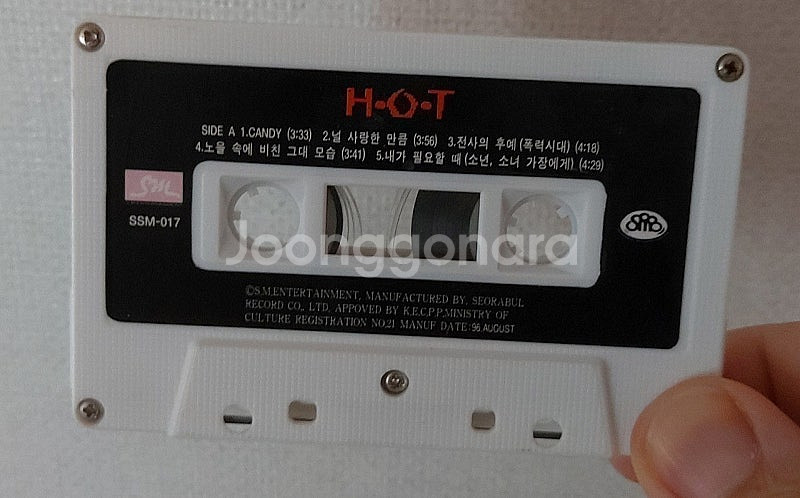 H·O·T
SIDE A 1.CANDY (3:33) 2.널 사랑한 만큼 (3:56) 3.전사의 후예(폭력시대) (4:18)
4.노을 속에 비친 그대 모습 (3:41) 5.내가 필요할 때(소년, 소녀 가장에게) (4:29)
SM
SSM-017
Joonggonara
©S.M.ENTERTAINMENT, MANUFACTURED BY. SEORABUL
RECORD CO., LTD, APPOVED BY K.E.C.P.P.MINISTRY OF
CULTURE REGISTRATION NO.21 MANUF DATE: 96 AUGUST